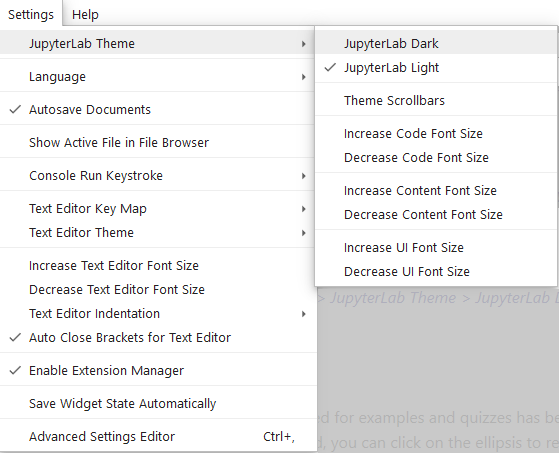 Settings Help
JupyterLab Theme
Language
Autosave Documents
Show Active File in File Browser
Console Run Keystroke
Text Editor Key Map
Text Editor Theme
Increase Text Editor Font Size
Decrease Text Editor Font Size
Text Editor Indentation
Auto Close Brackets for Text Editor
Enable Extension Manager
Save Widget State Automatically
Advanced Settings Editor Ctrl+,
JupyterLab Dark
JupyterLab Light
Theme Scrollbars
Increase Code Font Size
Decrease Code Font Size
Increase Content Font Size
Decrease Content Font Size
Increase UI Font Size
Decrease UI Font Size
> JupyterLab Theme > JupyterLab
ed for examples and quizzes has be
d, you can click on the ellipsis to re